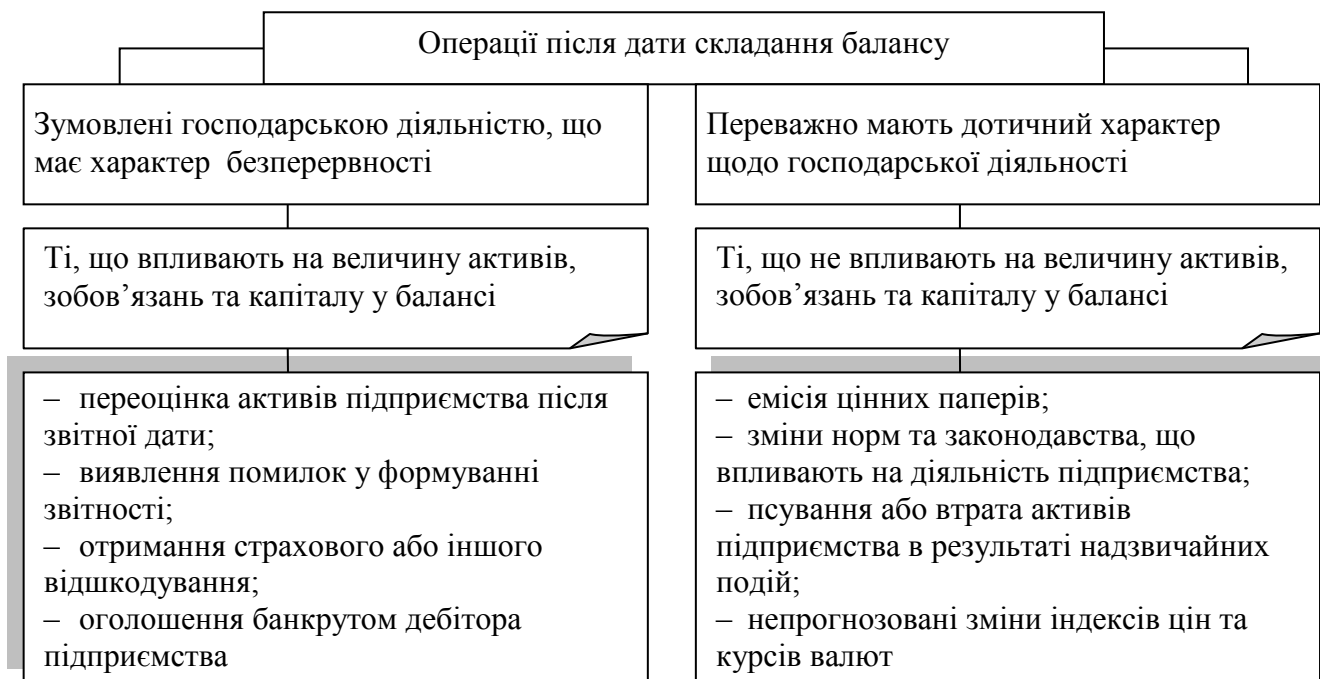 Операції після дати складання балансу
Зумовлені господарською діяльністю, що
має характер безперервності
Переважно мають дотичний характер
щодо господарської діяльності
Ті, що впливають на величину активів,
зобов’язань та капіталу у балансі
Ті, що не впливають на величину активів,
зобов’язань та капіталу у балансі
– переоцінка активів підприємства після
звітної дати;
– виявлення помилок у формуванні
звітності;
– отримання страхового або іншого
відшкодування;
– оголошення банкрутом дебітора
підприємства
– емісія цінних паперів;
– зміни норм та законодавства, що
впливають на діяльність підприємства;
– псування або втрата активів
підприємства в результаті надзвичайних
подій;
– непрогнозовані зміни індексів цін та
курсів валют